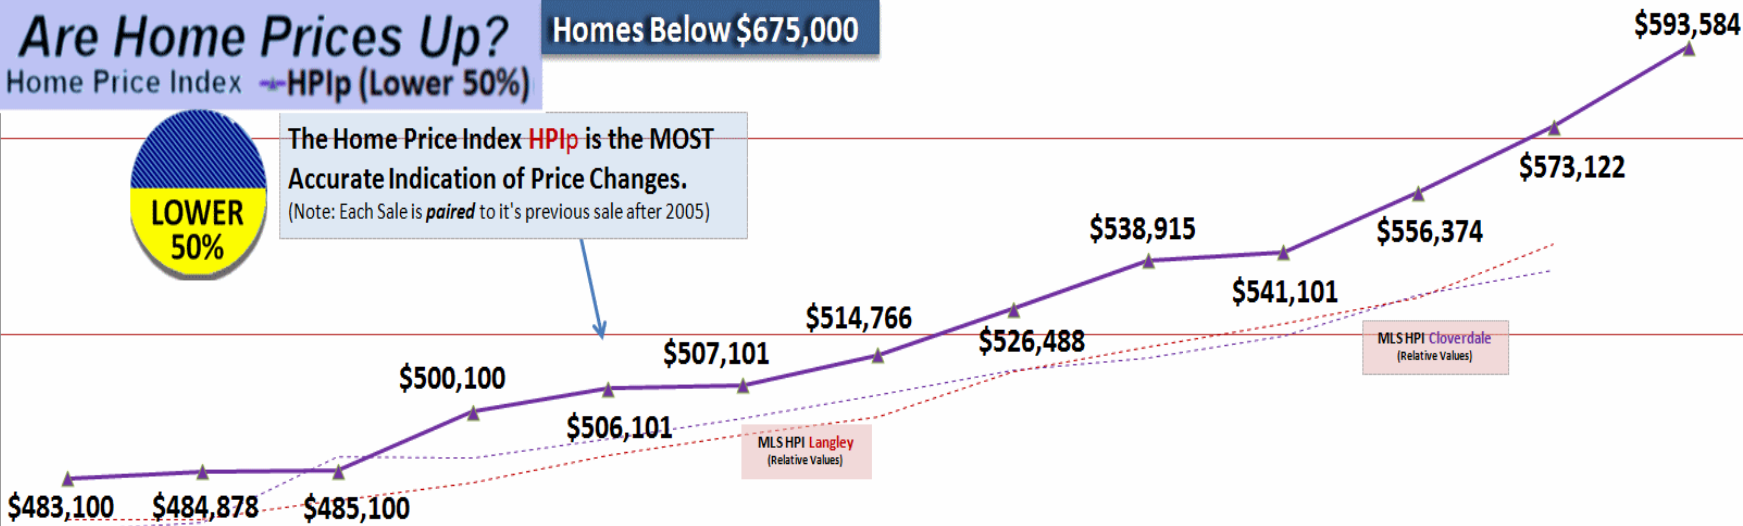 Are Home Prices Up?
Home Price Index HPIp (Lower 50%)
Homes Below $675,000
LOWER
50%
The Home Price Index HPIp is the MOST
Accurate Indication of Price Changes.
(Note: Each Sale is paired to it's previous sale after 2005)
$483,100
$484,878
$485,100
$500,100
$506,101
$507,101
$514,766
$526,488
$538,915
$541,101
$556,374
$573,122
$593,584
MLS HPI Langley
(Relative Values)
MLS HPI Cloverdale
(Relative Values)